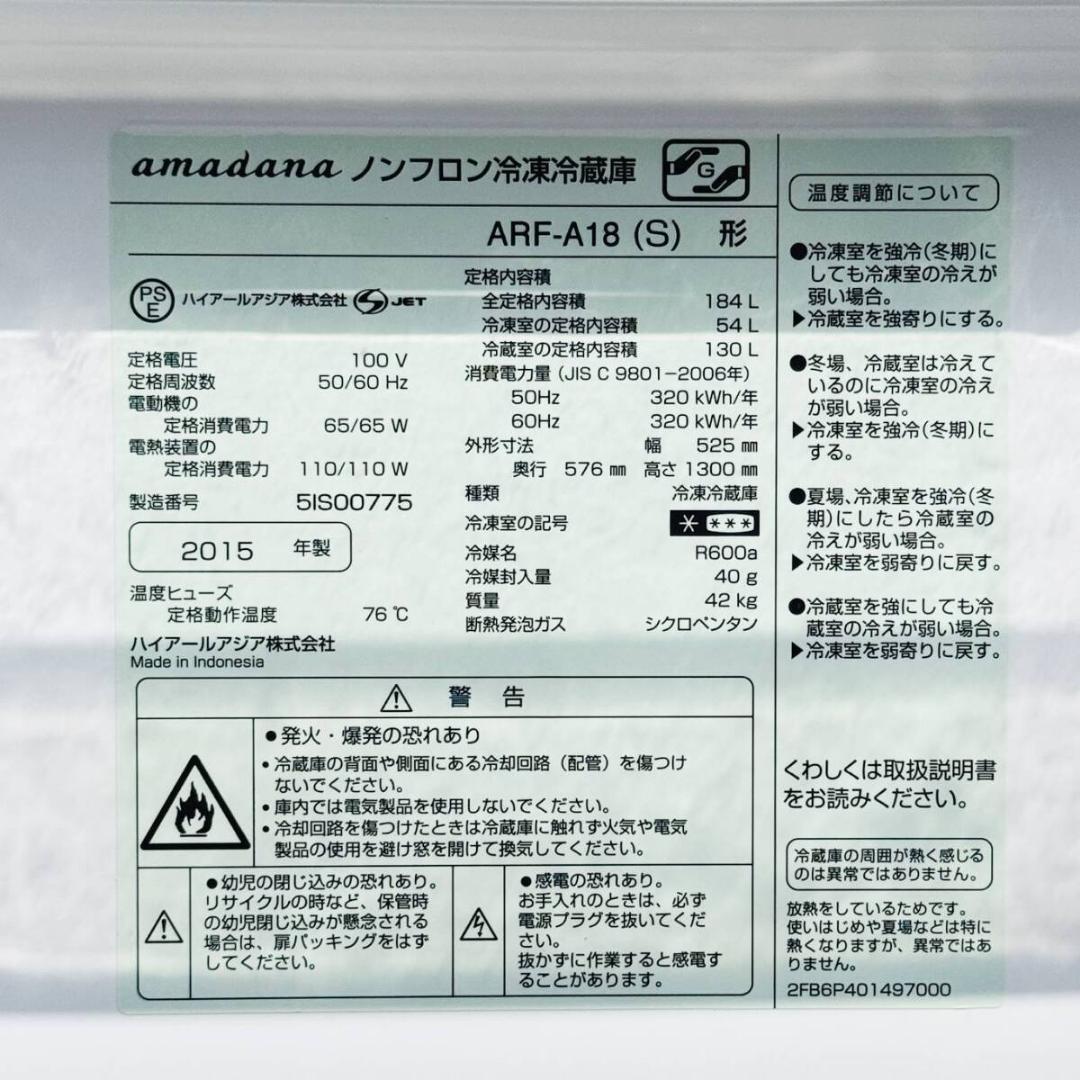 amadana ノンフロン冷凍冷蔵庫 G
ARF-A18 (S) 形
PS
E
ハイアールアジア株式会社 S JET
定格電圧 100 V
定格周波数 50/60 Hz
電動機の
定格消費電力 65/65 W
電熱装置の
定格消費電力 110/110 W
製造番号 5IS00775
2015 年製
温度ヒューズ
定格動作温度 76 ℃
ハイアールアジア株式会社
Made in Indonesia
定格内容積
全定格内容積 184 L
冷凍室の定格内容積 54 L
冷蔵室の定格内容積 130 L
消費電力量 (JIS C 9801-2006年)
50Hz 320 kWh/年
60Hz 320 kWh/年
外形寸法 幅 525 ㎜
奥行 576 ㎜ 高さ 1300 ㎜
種類 冷凍冷蔵庫
冷凍室の記号 * ***
冷媒名 R600a
冷媒封入量 40 g
質量 42 kg
断熱発泡ガス シクロペンタン
⚠ 警告
●発火・爆発の恐れあり
・冷蔵庫の背面や側面にある冷却回路（配管）を傷つけ
ないでください。
・庫内では電気製品を使用しないでください。
・冷却回路を傷つけたときは冷蔵庫に触れず火気や電気
製品の使用を避け窓を開けて換気してください。
●幼児の閉じ込みの恐れあり。
リサイクルの時など、保管時
の幼児閉じ込みが懸念される
場合は、扉パッキングをはず
してください。
●感電の恐れあり。
お手入れのときは、必ず
電源プラグを抜いてくだ
さい。
抜かずに作業すると感電す
ることがあります。
温度調節について
●冷凍室を強冷(冬期)に
しても冷凍室の冷えが
弱い場合。
▶冷蔵室を強寄りにする。
●冬場、冷蔵室は冷えて
いるのに冷凍室の冷え
が弱い場合。
▶冷凍室を強冷(冬期)に
する。
●夏場、冷凍室を強冷(冬
期)にしたら冷蔵室の
冷えが弱い場合。
▶冷凍室を弱寄りに戻す。
●冷蔵室を強にしても冷
蔵室の冷えが弱い場合。
▶冷凍室を弱寄りに戻す。
くわしくは取扱説明書
をお読みください。
冷蔵庫の周囲が熱く感じる
のは異常ではありません。
放熱をしているためです。
使いはじめや夏場などは特に
熱くなりますが、異常ではあ
りません。
2FB6P401497000